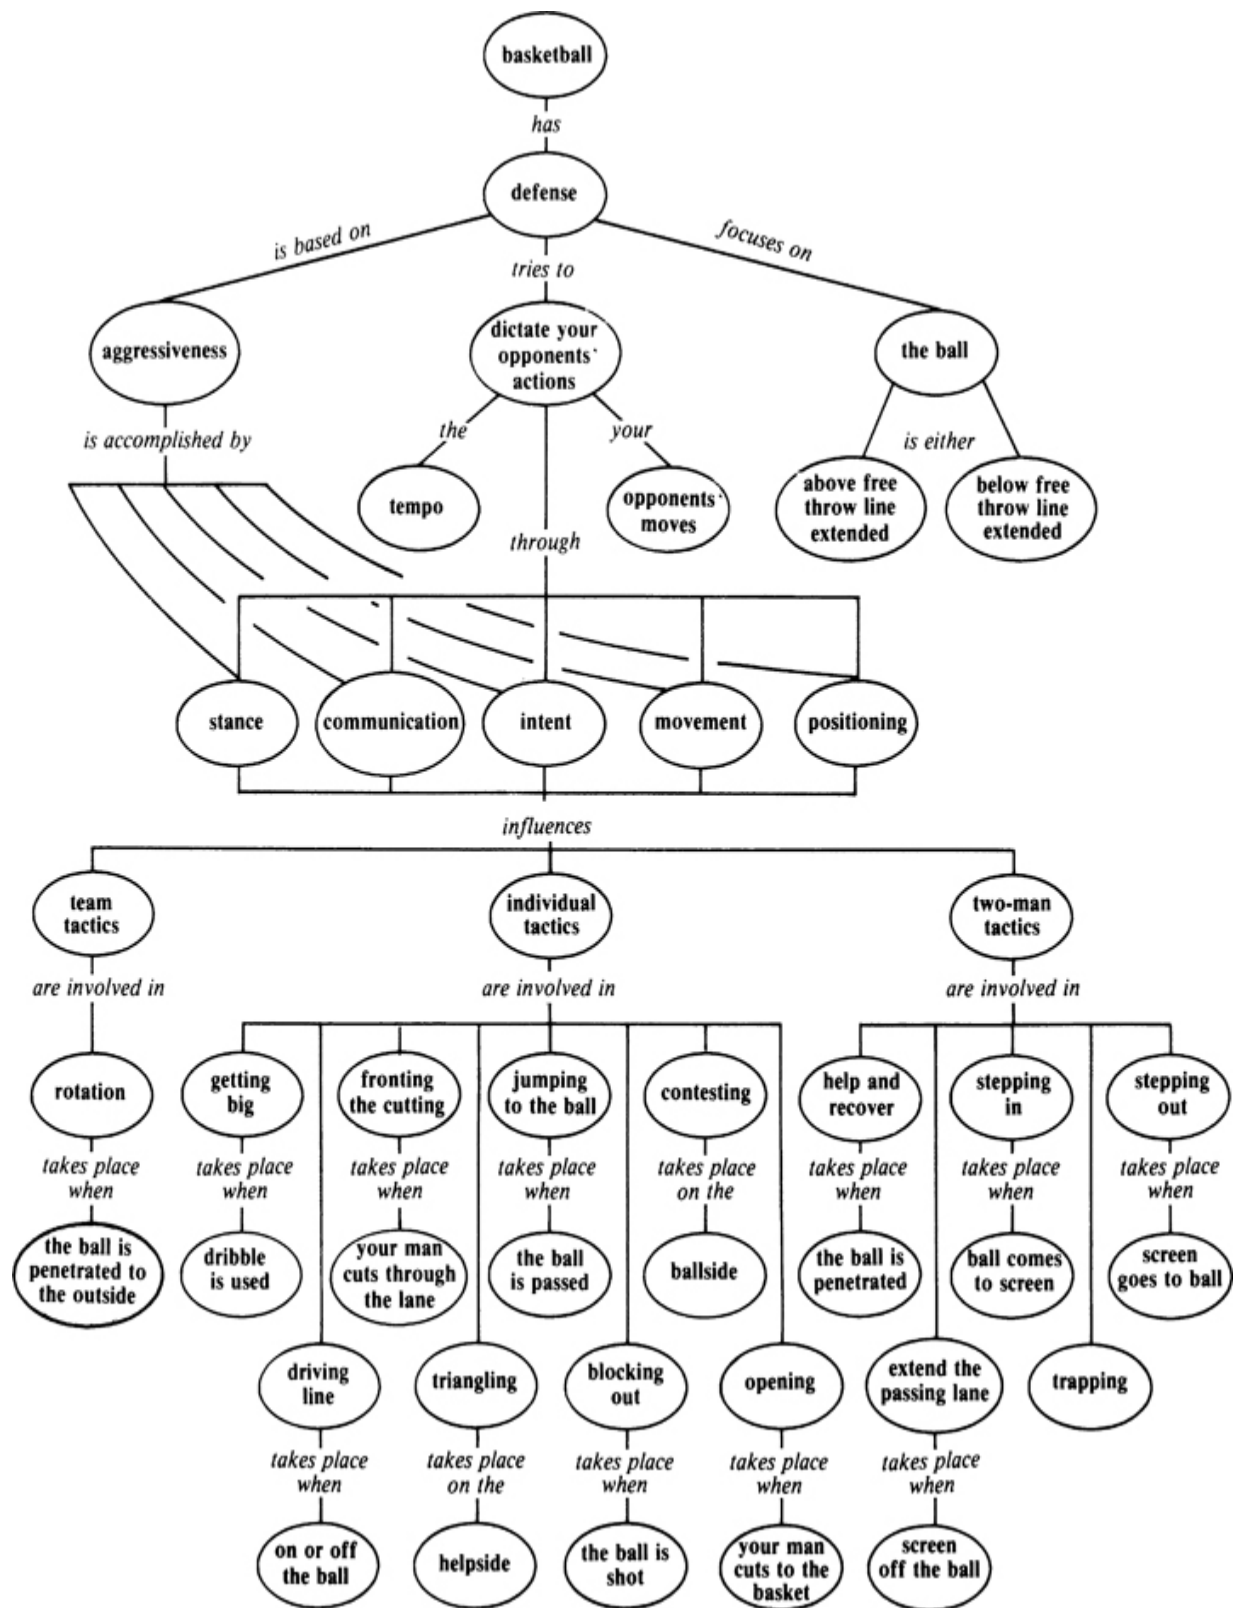 basketball
has
defense
is based on
tries to
focuses on
aggressiveness
dictate your
opponents'
actions
the ball
is accomplished by
the
your
is either
tempo
opponents'
moves
above free
throw line
extended
below free
throw line
extended
through
stance
communication
intent
movement
positioning
influences
team
tactics
individual
tactics
two-man
tactics
are involved in
are involved in
are involved in
rotation
getting
big
fronting
the cutting
jumping
to the ball
contesting
help and
recover
stepping
in
stepping
out
takes place
when
takes place
when
takes place
when
takes place
when
takes place
on the
takes place
when
takes place
when
takes place
when
the ball is
penetrated to
the outside
dribble
is used
your man
cuts through
the lane
the ball
is passed
ballside
the ball is
penetrated
ball comes
to screen
screen
goes to ball
driving
line
triangling
blocking
out
opening
extend the
passing lane
trapping
takes place
when
takes place
on the
takes place
when
takes place
when
takes place
when
on or off
the ball
helpside
the ball is
shot
your man
cuts to the
basket
screen
off the ball